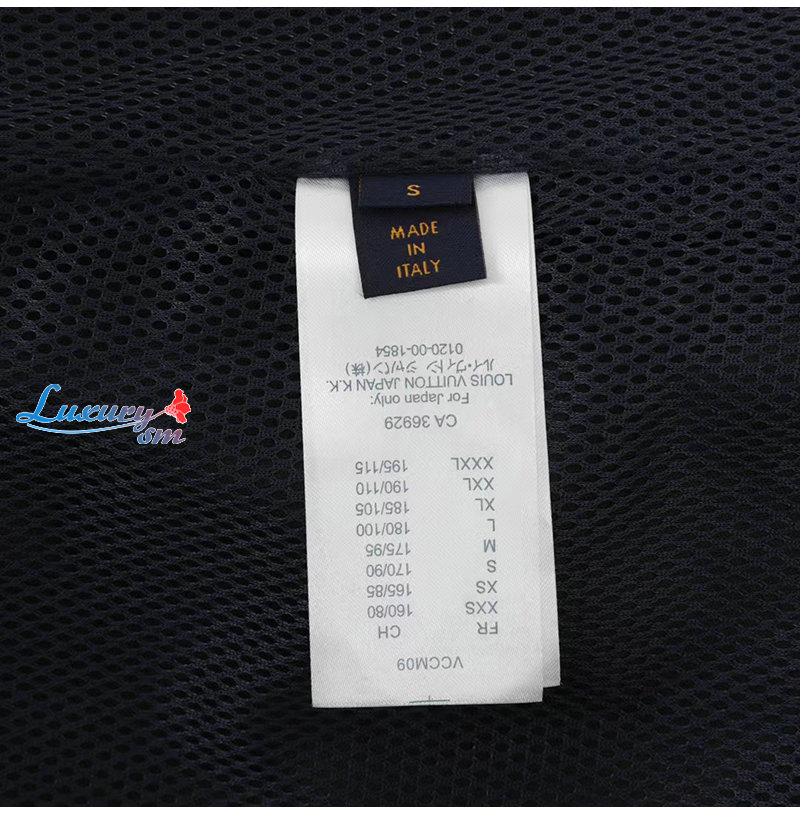 S
MADE
IN
ITALY
VCCM09
FR CH
XXS 160/80
XS 165/85
S 170/90
M 175/95
L 180/100
XL 185/105
XXL 190/110
XXXL 195/115
CA 36929
For Japan only:
LOUIS VUITTON JAPAN K.K.
ルイ・ヴィトン ジャパン(株)
0120-00-1854
Luxury
sm